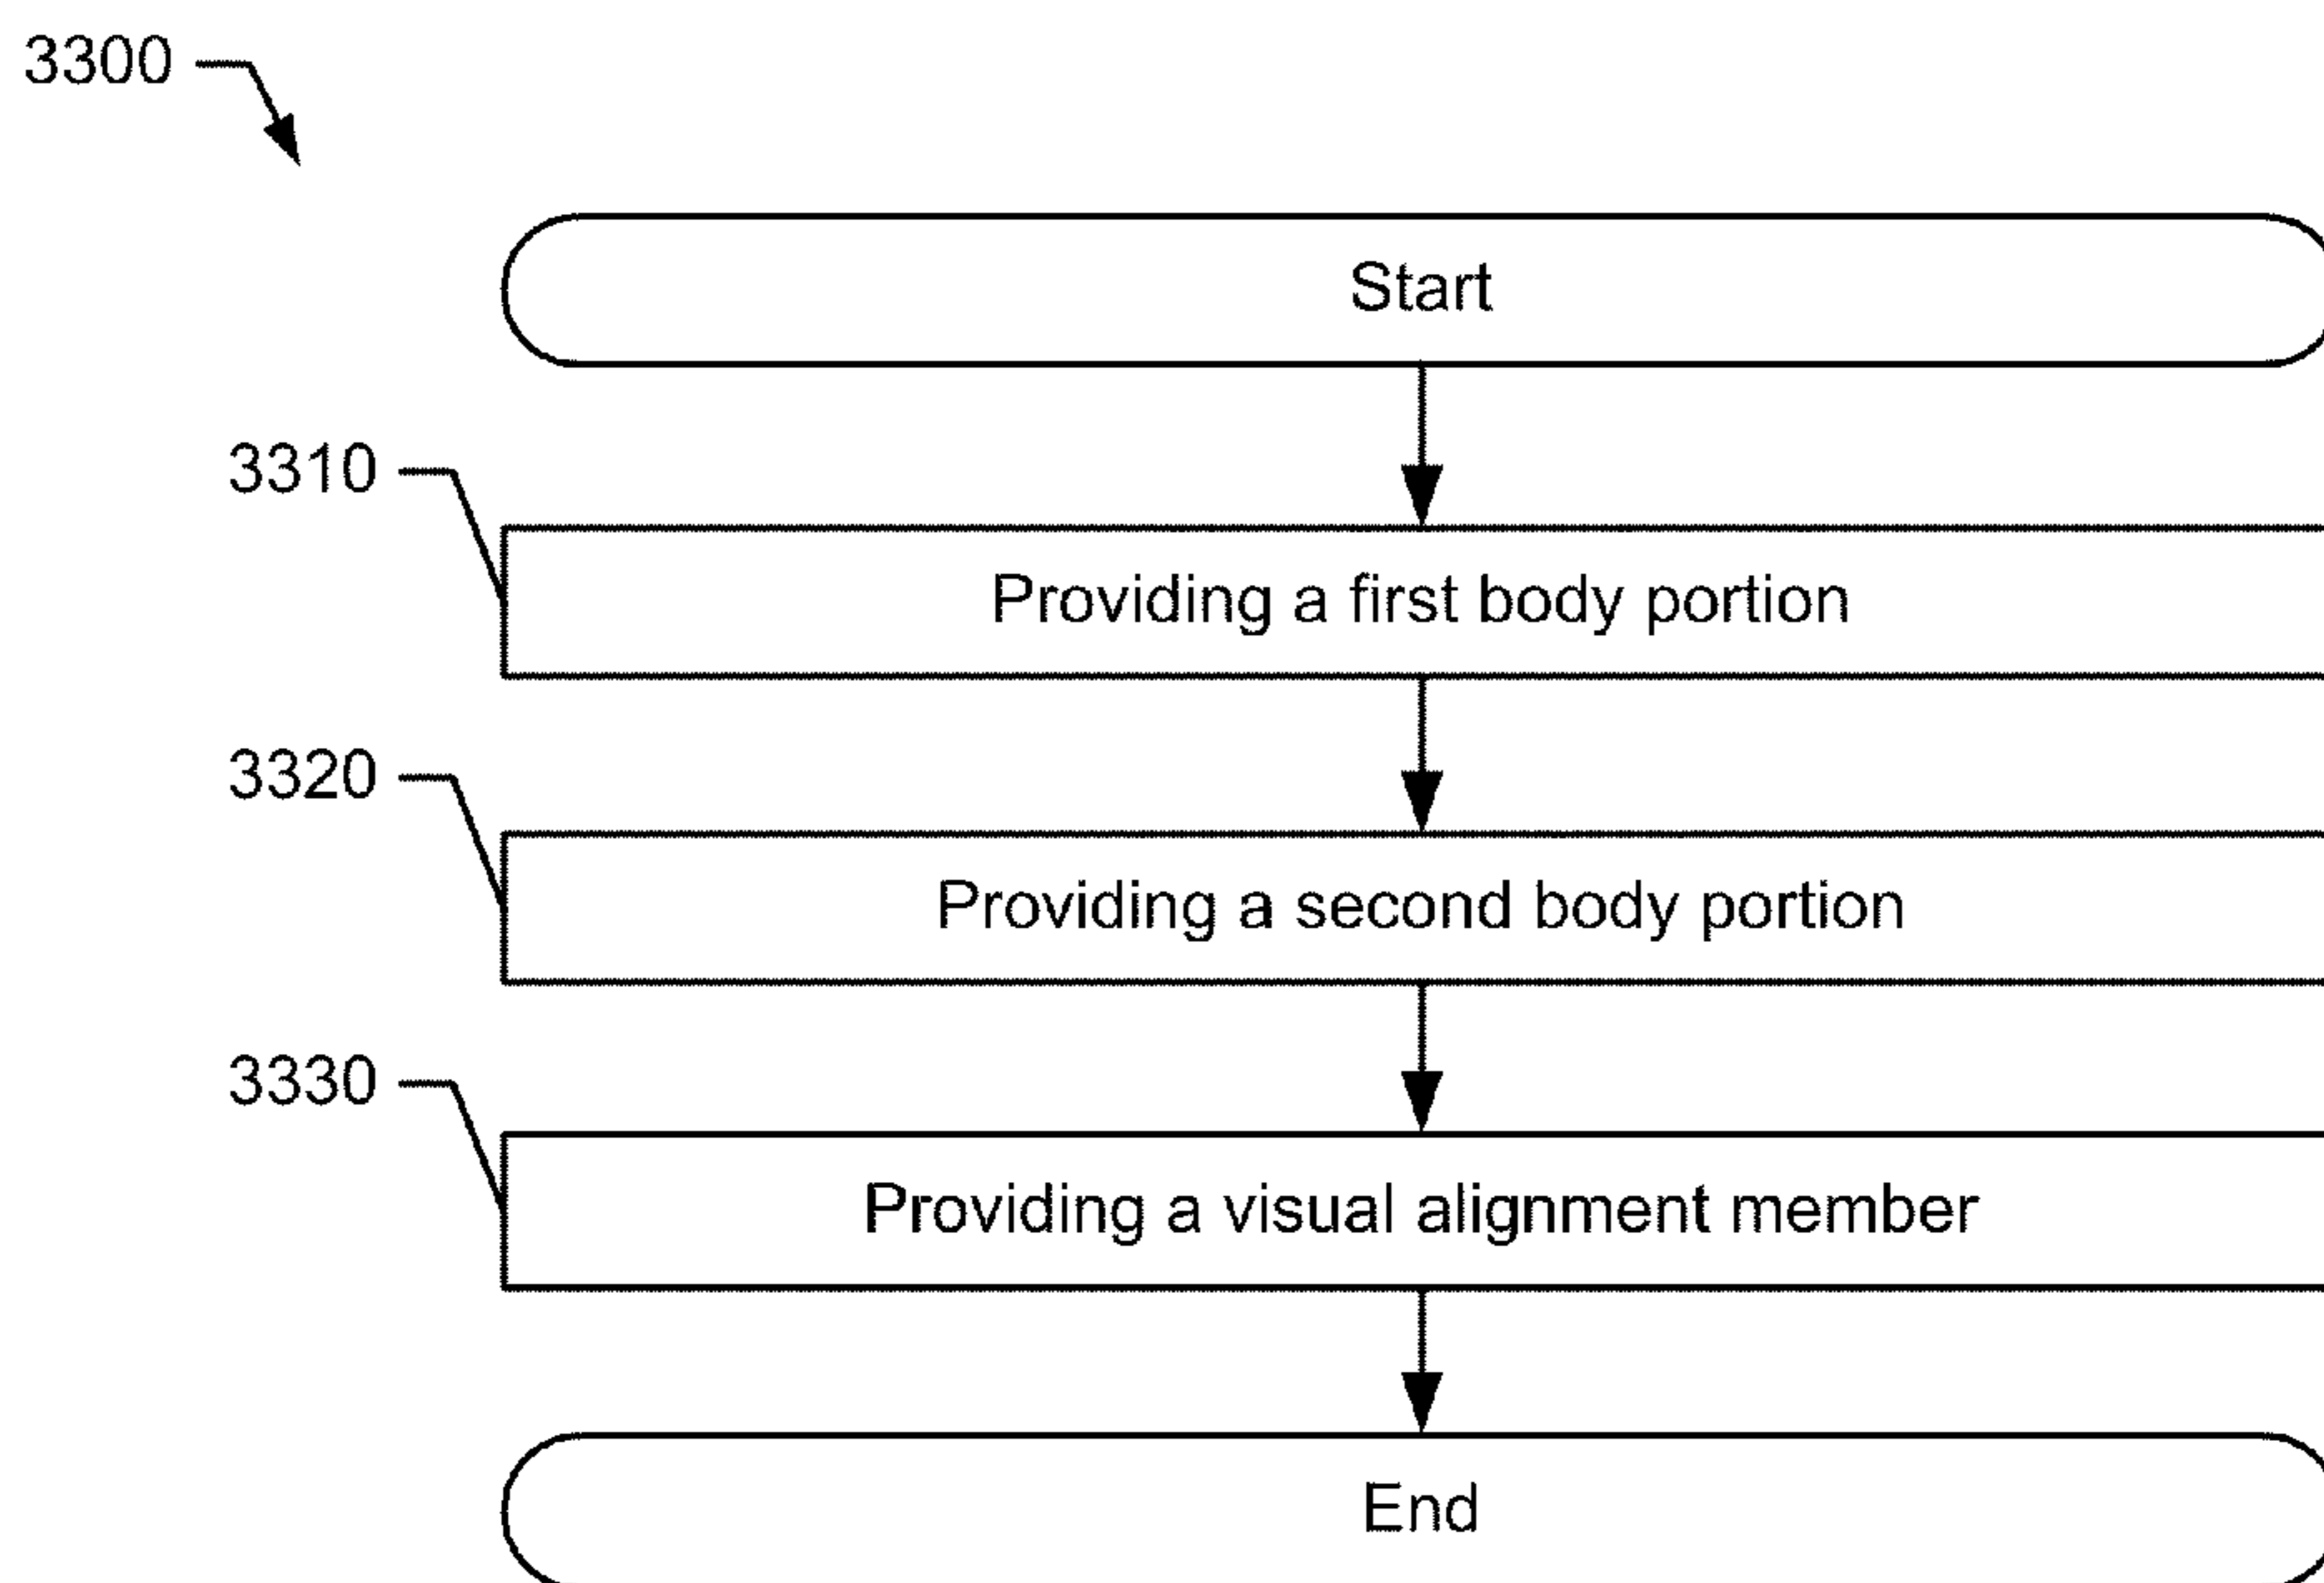 3300
Start
3310
Providing a first body portion
3320
Providing a second body portion
3330
Providing a visual alignment member
End